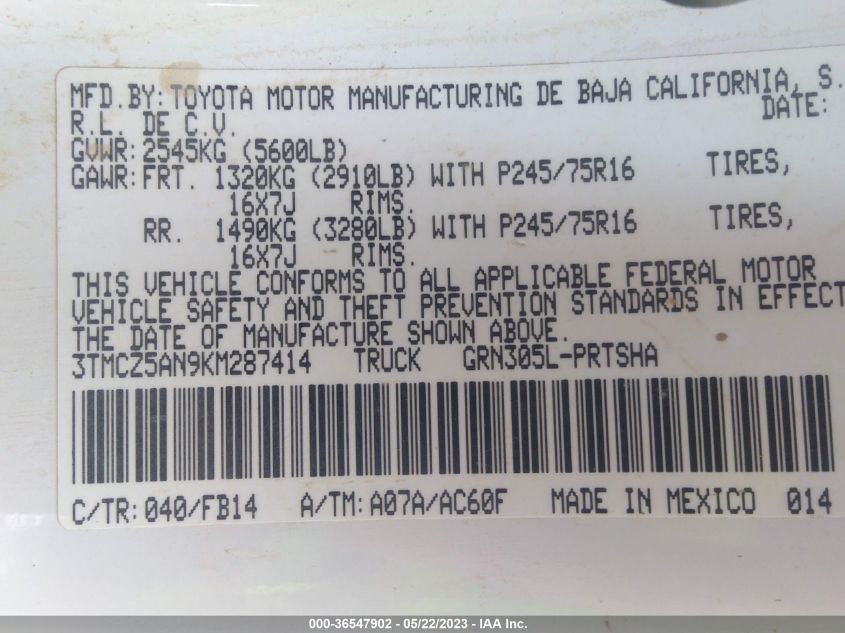 MFD.BY: TOYOTA MOTOR MANUFACTURING DE BAJA CALIFORNIA, S.
R.L. DE C.V. DATE:
GVWR: 2545KG (5600LB)
GAWR: FRT. 1320KG (2910LB) WITH P245/75R16 TIRES,
16X7J RIMS.
RR. 1490KG (3280LB) WITH P245/75R16 TIRES,
16X7J RIMS.
THIS VEHICLE CONFORMS TO ALL APPLICABLE FEDERAL MOTOR
VEHICLE SAFETY AND THEFT PREVENTION STANDARDS IN EFFECT
THE DATE OF MANUFACTURE SHOWN ABOVE.
3TMCZ5AN9KM287414 TRUCK GRN305L-PRTSHA
C/TR: 040/FB14 A/TM: A07A/AC60F MADE IN MEXICO 014
000-36547902 - 05/22/2023 - IAA Inc.